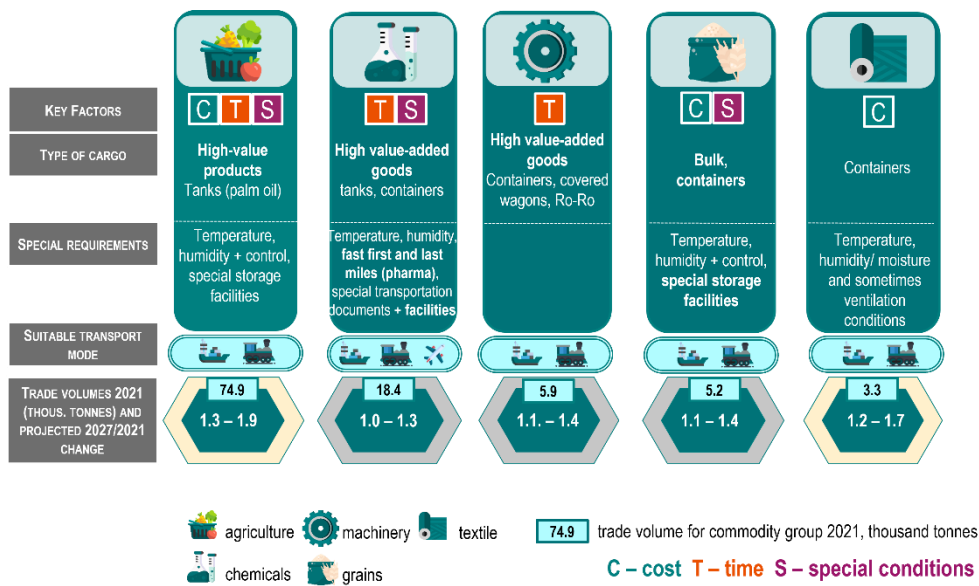 KEY FACTORS
C T S
T S
T
C S
C
TYPE OF CARGO
High-value
products
Tanks (palm oil)
High value-added
goods
tanks, containers
High value-added
goods
Containers, covered
wagons, Ro-Ro
Bulk,
containers
Containers
SPECIAL REQUIREMENTS
Temperature,
humidity + control,
special storage
facilities
Temperature, humidity,
fast first and last
miles (pharma),
special transportation
documents + facilities
Temperature,
humidity + control,
special storage
facilities
Temperature,
humidity/ moisture
and sometimes
ventilation
conditions
SUITABLE TRANSPORT
MODE
TRADE VOLUMES 2021
(THOUS. TONNES) AND
PROJECTED 2027/2021
CHANGE
74.9
1.3 – 1.9
18.4
1.0 – 1.3
5.9
1.1. – 1.4
5.2
1.1 – 1.4
3.3
1.2 – 1.7
agriculture
machinery
textile
74.9 trade volume for commodity group 2021, thousand tonnes
chemicals
grains
C – cost T – time S – special conditions